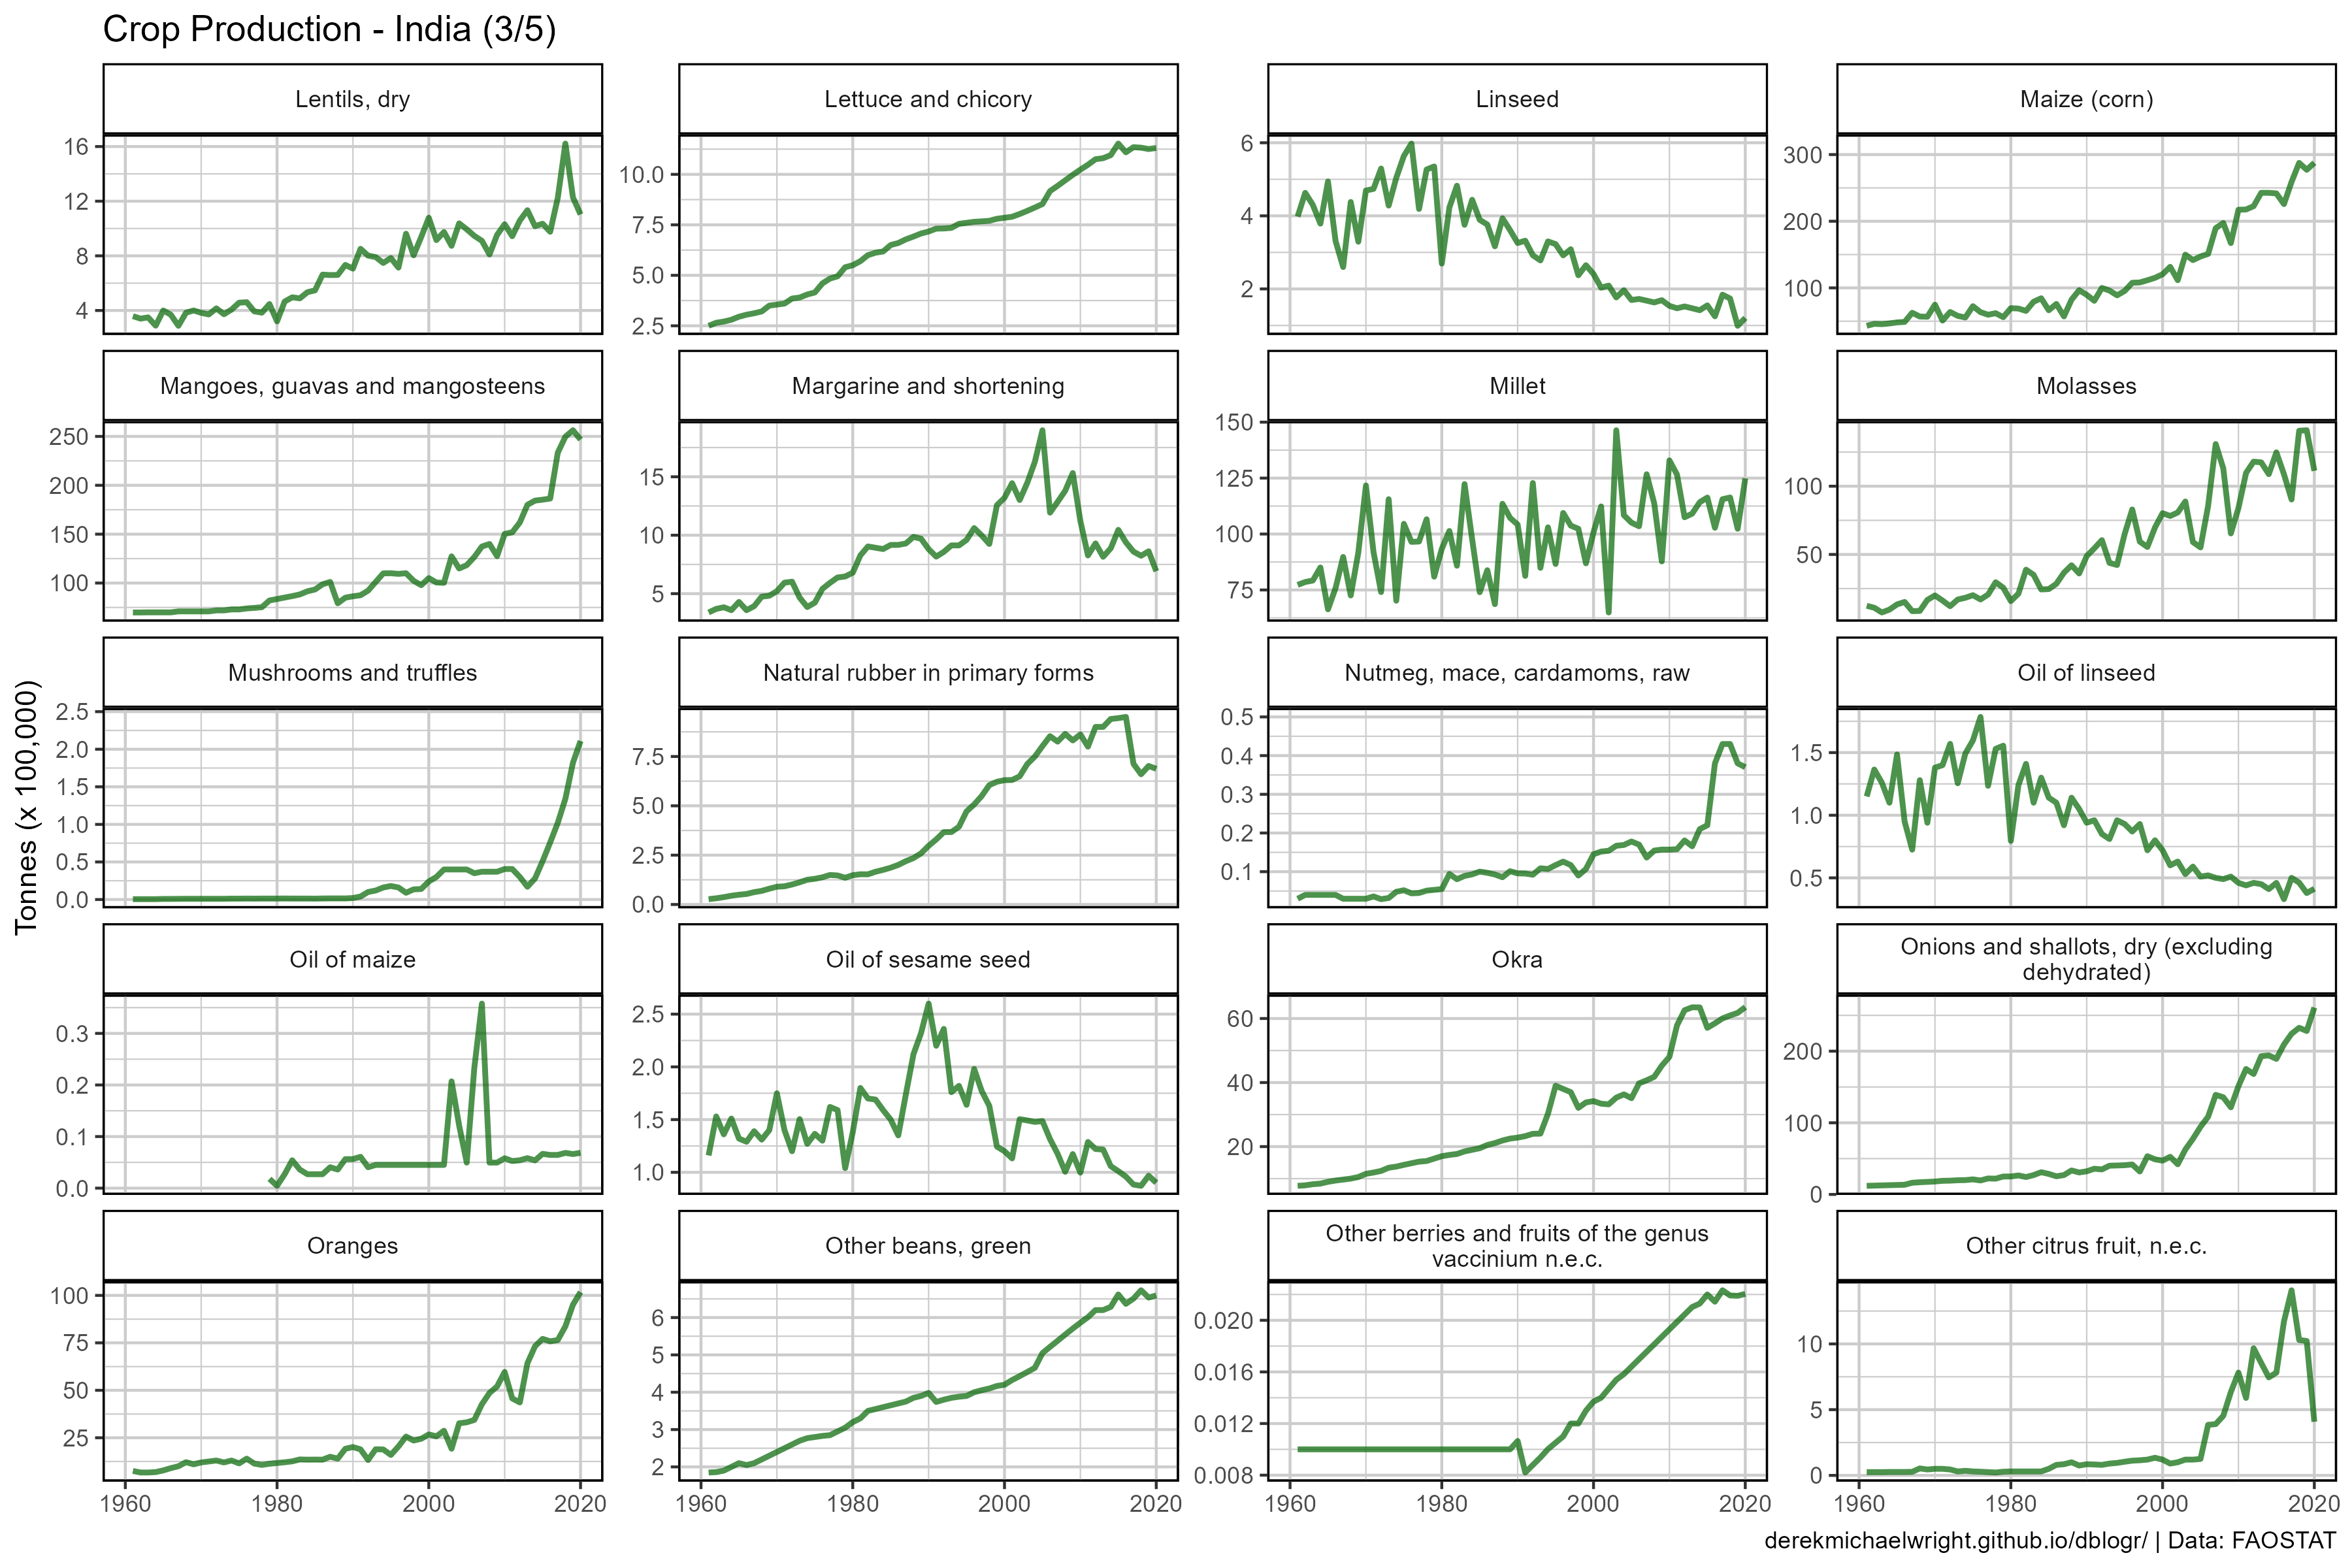 Crop Production - India (3/5)
Tonnes (x 100,000)
Lentils, dry
16
12
8
4
Lettuce and chicory
10.0
7.5
5.0
2.5
Linseed
6
4
2
Maize (corn)
300
200
100
Mangoes, guavas and mangosteens
250
200
150
100
Margarine and shortening
15
10
5
Millet
150
125
100
75
Molasses
100
50
Mushrooms and truffles
2.5
2.0
1.5
1.0
0.5
0.0
Natural rubber in primary forms
7.5
5.0
2.5
0.0
Nutmeg, mace, cardamoms, raw
0.5
0.4
0.3
0.2
0.1
Oil of linseed
1.5
1.0
0.5
Oil of maize
0.3
0.2
0.1
0.0
Oil of sesame seed
2.5
2.0
1.5
1.0
Okra
60
40
20
Onions and shallots, dry (excluding
dehydrated)
200
100
0
Oranges
100
75
50
25
1960 1980 2000 2020
Other beans, green
6
5
4
3
2
1960 1980 2000 2020
Other berries and fruits of the genus
vaccinium n.e.c.
0.020
0.016
0.012
0.008
1960 1980 2000 2020
Other citrus fruit, n.e.c.
10
5
0
1960 1980 2000 2020
derekmichaelwright.github.io/dblogr/ | Data: FAOSTAT